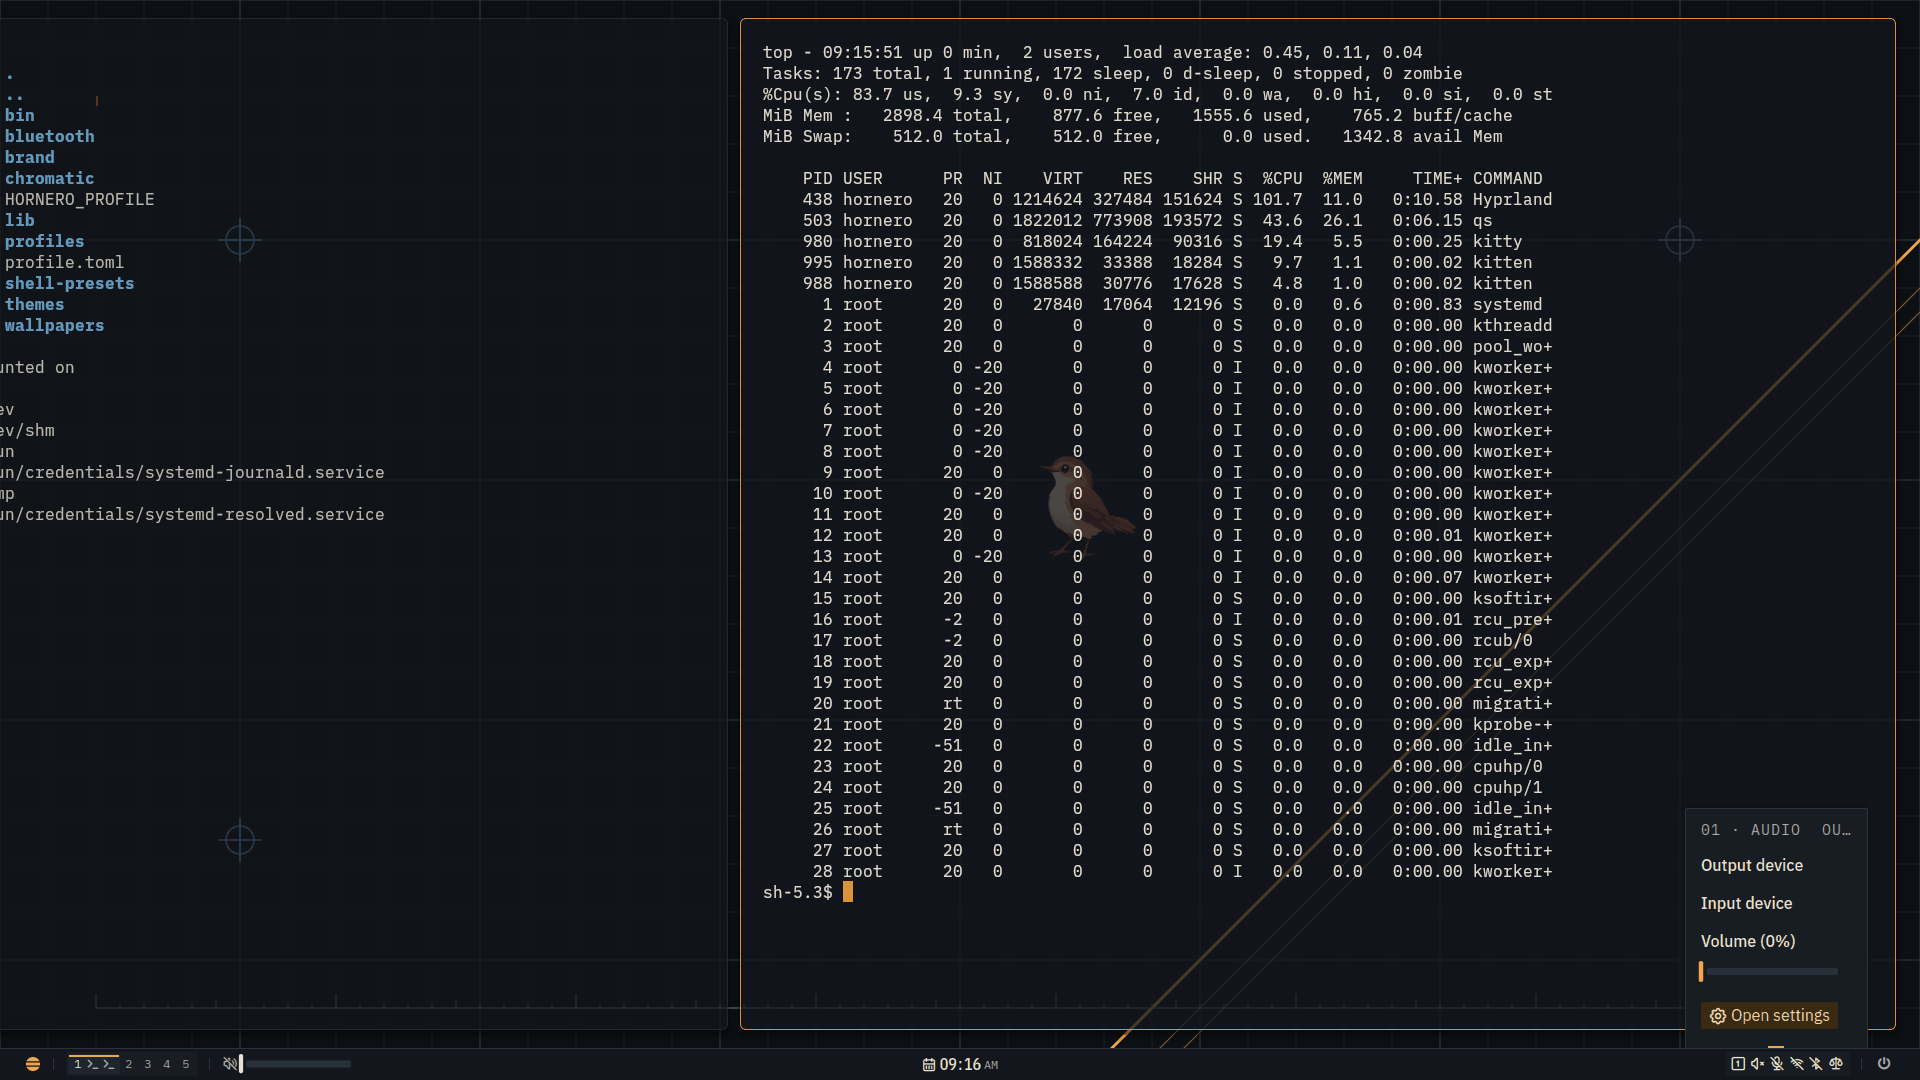 .
..
bin
bluetooth
brand
chromatic
HORNERO_PROFILE
lib
profiles
profile.toml
shell-presets
themes
wallpapers
unted on
ev
ev/shm
un
un/credentials/systemd-journald.service
mp
un/credentials/systemd-resolved.service
top - 09:15:51 up 0 min,  2 users,  load average: 0.45, 0.11, 0.04
Tasks: 173 total, 1 running, 172 sleep, 0 d-sleep, 0 stopped, 0 zombie
%Cpu(s): 83.7 us,  9.3 sy,  0.0 ni,  7.0 id,  0.0 wa,  0.0 hi,  0.0 si,  0.0 st
MiB Mem :   2898.4 total,    877.6 free,   1555.6 used,    765.2 buff/cache
MiB Swap:    512.0 total,    512.0 free,      0.0 used.   1342.8 avail Mem
PID USER      PR  NI    VIRT    RES    SHR S  %CPU  %MEM     TIME+ COMMAND
438 hornero   20   0 1214624 327484 151624 S 101.7  11.0   0:10.58 Hyprland
503 hornero   20   0 1822012 773908 193572 S  43.6  26.1   0:06.15 qs
980 hornero   20   0  818024 164224  90316 S  19.4   5.5   0:00.25 kitty
995 hornero   20   0 1588332  33388  18284 S   9.7   1.1   0:00.02 kitten
988 hornero   20   0 1588588  30776  17628 S   4.8   1.0   0:00.02 kitten
1 root      20   0   27840  17064  12196 S   0.0   0.6   0:00.83 systemd
2 root      20   0       0      0      0 S   0.0   0.0   0:00.00 kthreadd
3 root      20   0       0      0      0 S   0.0   0.0   0:00.00 pool_wo+
4 root       0 -20       0      0      0 I   0.0   0.0   0:00.00 kworker+
5 root       0 -20       0      0      0 I   0.0   0.0   0:00.00 kworker+
6 root       0 -20       0      0      0 I   0.0   0.0   0:00.00 kworker+
7 root       0 -20       0      0      0 I   0.0   0.0   0:00.00 kworker+
8 root       0 -20       0      0      0 I   0.0   0.0   0:00.00 kworker+
9 root      20   0       0      0      0 I   0.0   0.0   0:00.00 kworker+
10 root       0 -20       0      0      0 I   0.0   0.0   0:00.00 kworker+
11 root      20   0       0      0      0 I   0.0   0.0   0:00.00 kworker+
12 root      20   0       0      0      0 I   0.0   0.0   0:00.01 kworker+
13 root       0 -20       0      0      0 I   0.0   0.0   0:00.00 kworker+
14 root      20   0       0      0      0 I   0.0   0.0   0:00.07 kworker+
15 root      20   0       0      0      0 S   0.0   0.0   0:00.00 ksoftir+
16 root      -2   0       0      0      0 I   0.0   0.0   0:00.01 rcu_pre+
17 root      -2   0       0      0      0 S   0.0   0.0   0:00.00 rcub/0
18 root      20   0       0      0      0 S   0.0   0.0   0:00.00 rcu_exp+
19 root      20   0       0      0      0 S   0.0   0.0   0:00.00 rcu_exp+
20 root      rt   0       0      0      0 S   0.0   0.0   0:00.00 migrati+
21 root      20   0       0      0      0 S   0.0   0.0   0:00.00 kprobe-+
22 root     -51   0       0      0      0 S   0.0   0.0   0:00.00 idle_in+
23 root      20   0       0      0      0 S   0.0   0.0   0:00.00 cpuhp/0
24 root      20   0       0      0      0 S   0.0   0.0   0:00.00 cpuhp/1
25 root     -51   0       0      0      0 S   0.0   0.0   0:00.00 idle_in+
26 root      rt   0       0      0      0 S   0.0   0.0   0:00.00 migrati+
27 root      20   0       0      0      0 S   0.0   0.0   0:00.00 ksoftir+
28 root      20   0       0      0      0 I   0.0   0.0   0:00.00 kworker+
sh-5.3$
01 · AUDIO OU…
Output device
Input device
Volume (0%)
Open settings
1 2 3 4 5
09:16 AM
1